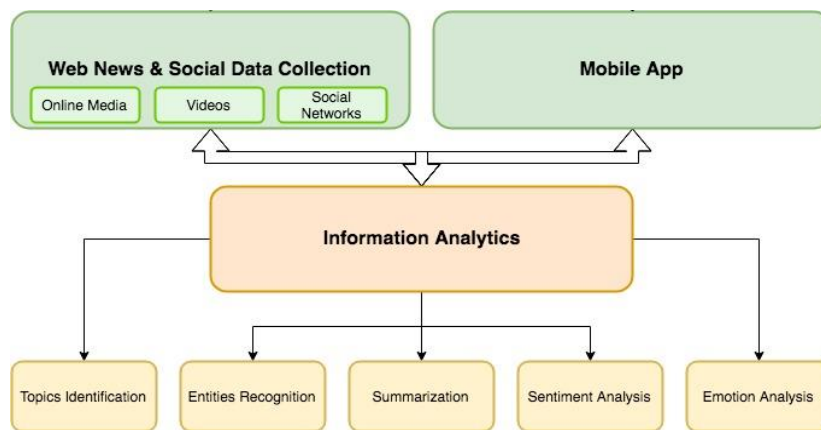 Web News & Social Data Collection
Mobile App
Online Media
Videos
Social
Networks
Information Analytics
Topics Identification
Entities Recognition
Summarization
Sentiment Analysis
Emotion Analysis